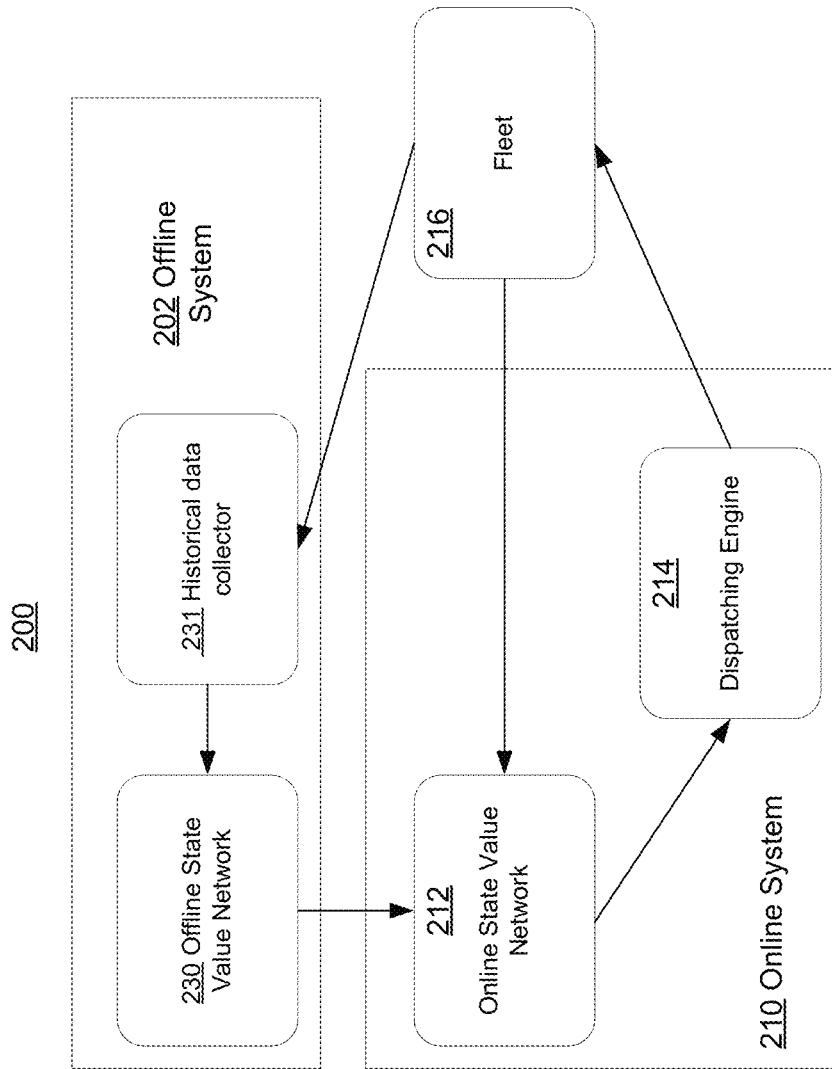 200
230 Offline State
Value Network
231 Historical data
collector
202 Offline
System
212
Online State Value
Network
216
Fleet
214
Dispatching Engine
210 Online System